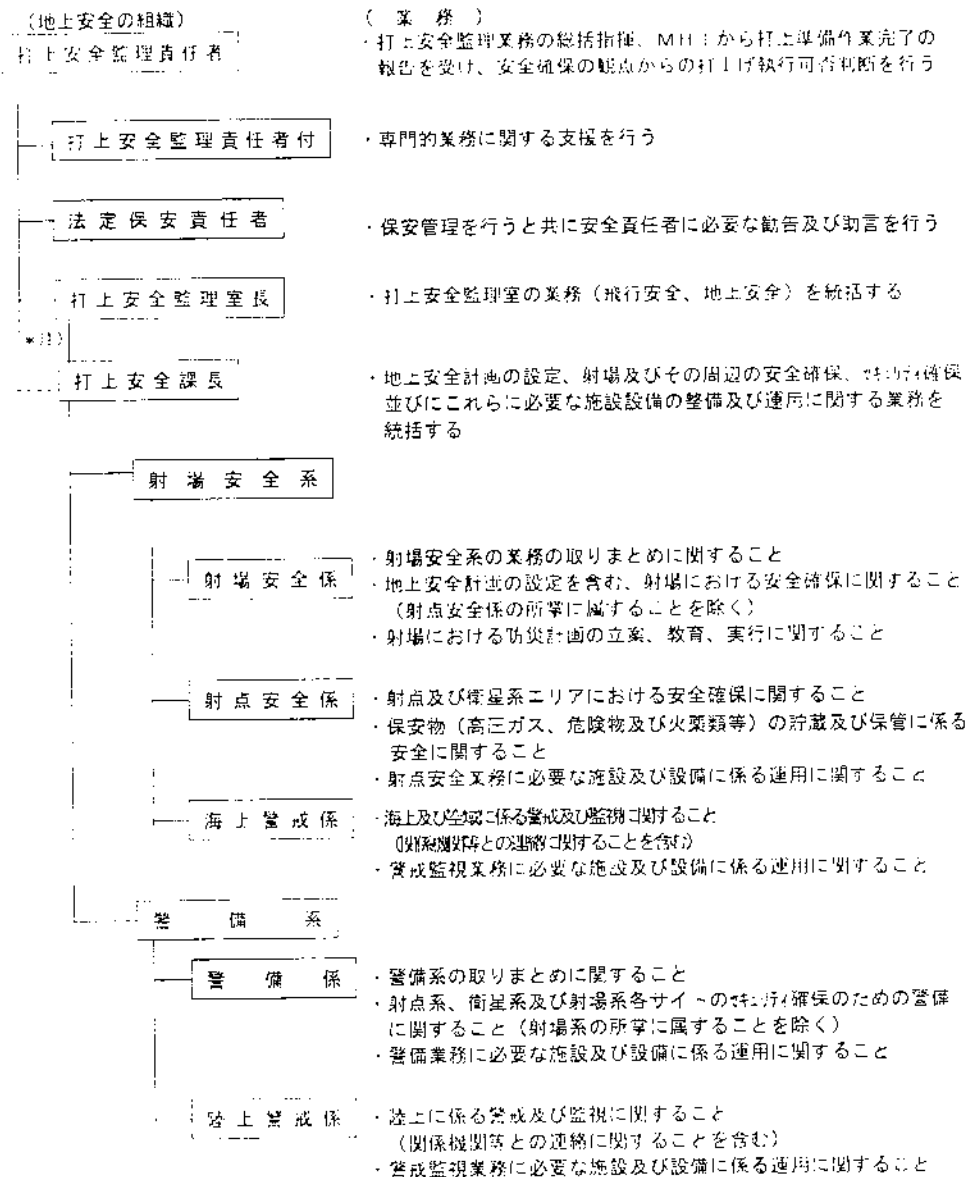 (地上安全の組織)
(業務)
打上安全監理責任者
・打上安全監理業務の総括指揮、MHIから打上準備作業完了の
報告を受け、安全確保の観点からの打上げ執行可否判断を行う
打上安全監理責任者付
・専門的業務に関する支援を行う
法定保安責任者
・保安管理を行うと共に安全責任者に必要な勧告及び助言を行う
打上安全監理室長
・打上安全監理室の業務(飛行安全、地上安全)を統括する
*注)
打上安全課長
・地上安全計画の設定、射場及びその周辺の安全確保、セキュリティ確保
並びにこれらに必要な施設設備の整備及び運用に関する業務を
統括する
射場安全系
射場安全係
・射場安全系の業務の取りまとめに関すること
・地上安全計画の設定を含む、射場における安全確保に関すること
(射点安全係の所掌に属することを除く)
・射場における防災計画の立案、教育、実行に関すること
射点安全係
・射点及び衛星系エリアにおける安全確保に関すること
・保安物(高圧ガス、危険物及び火薬類等)の貯蔵及び保管に係る
安全に関すること
・射点安全業務に必要な施設及び設備に係る運用に関すること
海上警戒係
・海上及び空域に係る警戒及び監視に関すること
(関係機関等との連絡に関することを含む)
・警戒監視業務に必要な施設及び設備に係る運用に関すること
警備系
警備係
・警備系の取りまとめに関すること
・射点系、衛星系及び射場系各サイトのセキュリティ確保のための警備
に関すること(射場系の所掌に属することを除く)
・警備業務に必要な施設及び設備に係る運用に関すること
陸上警戒係
・陸上に係る警戒及び監視に関すること
(関係機関等との連絡に関することを含む)
・警戒監視業務に必要な施設及び設備に係る運用に関すること